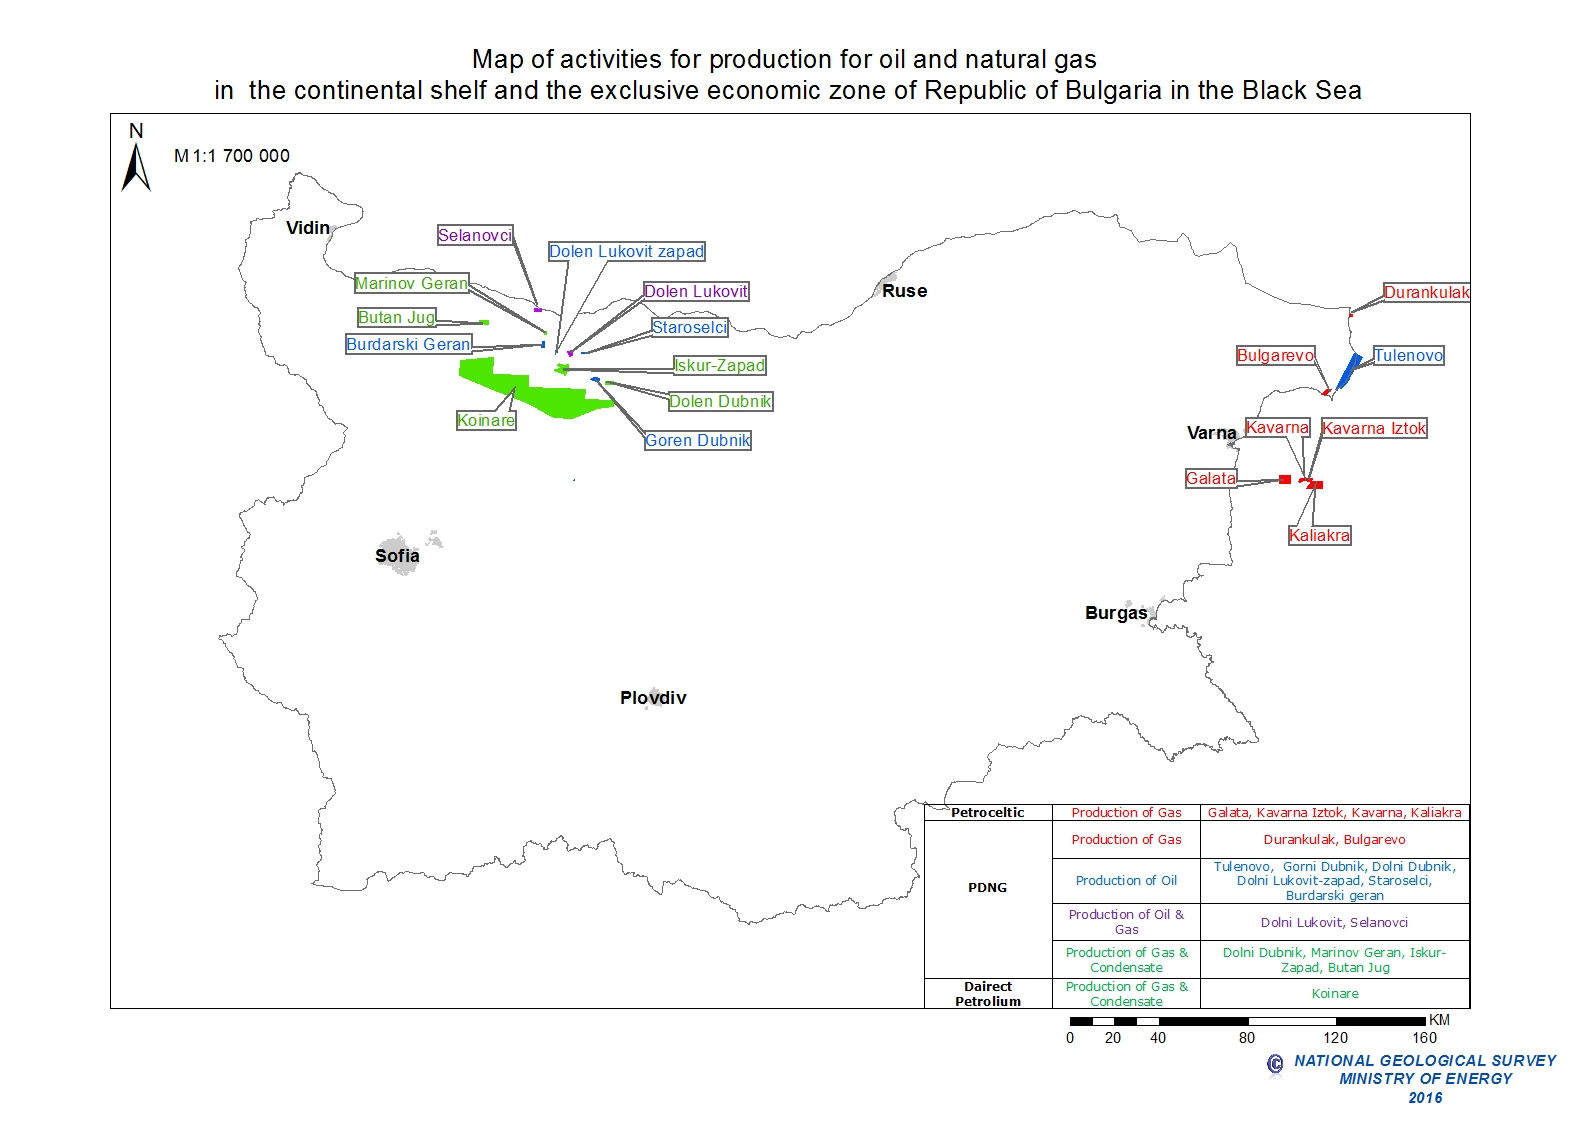 Map of activities for production for oil and natural gas
in the continental shelf and the exclusive economic zone of Republic of Bulgaria in the Black Sea
N
M 1:1 700 000
Vidin
Selanovci
Dolen Lukovit zapad
Marinov Geran
Dolen Lukovit
Ruse
Durankulak
Butan Jug
Staroselci
Burdarski Geran
Bulgarevo
Tulenovo
Iskur-Zapad
Dolen Dubnik
Koinare
Goren Dubnik
Varna
Kavarna
Kavarna Iztok
Galata
Kaliakra
Sofia
Burgas
Plovdiv
Petroceltic Production of Gas Galata, Kavarna Iztok, Kavarna, Kaliakra
PDNG
Production of Gas Durankulak, Bulgarevo
Production of Oil
Tulenovo, Gorni Dubnik, Dolni Dubnik,
Dolni Lukovit-zapad, Staroselci,
Burdarski geran
Production of Oil &
Gas
Dolni Lukovit, Selanovci
Production of Gas &
Condensate
Dolni Dubnik, Marinov Geran, Iskur-
Zapad, Butan Jug
Dairect
Petrolium
Production of Gas &
Condensate
Koinare
KM
0 20 40 80 120 160
© NATIONAL GEOLOGICAL SURVEY
MINISTRY OF ENERGY
2016